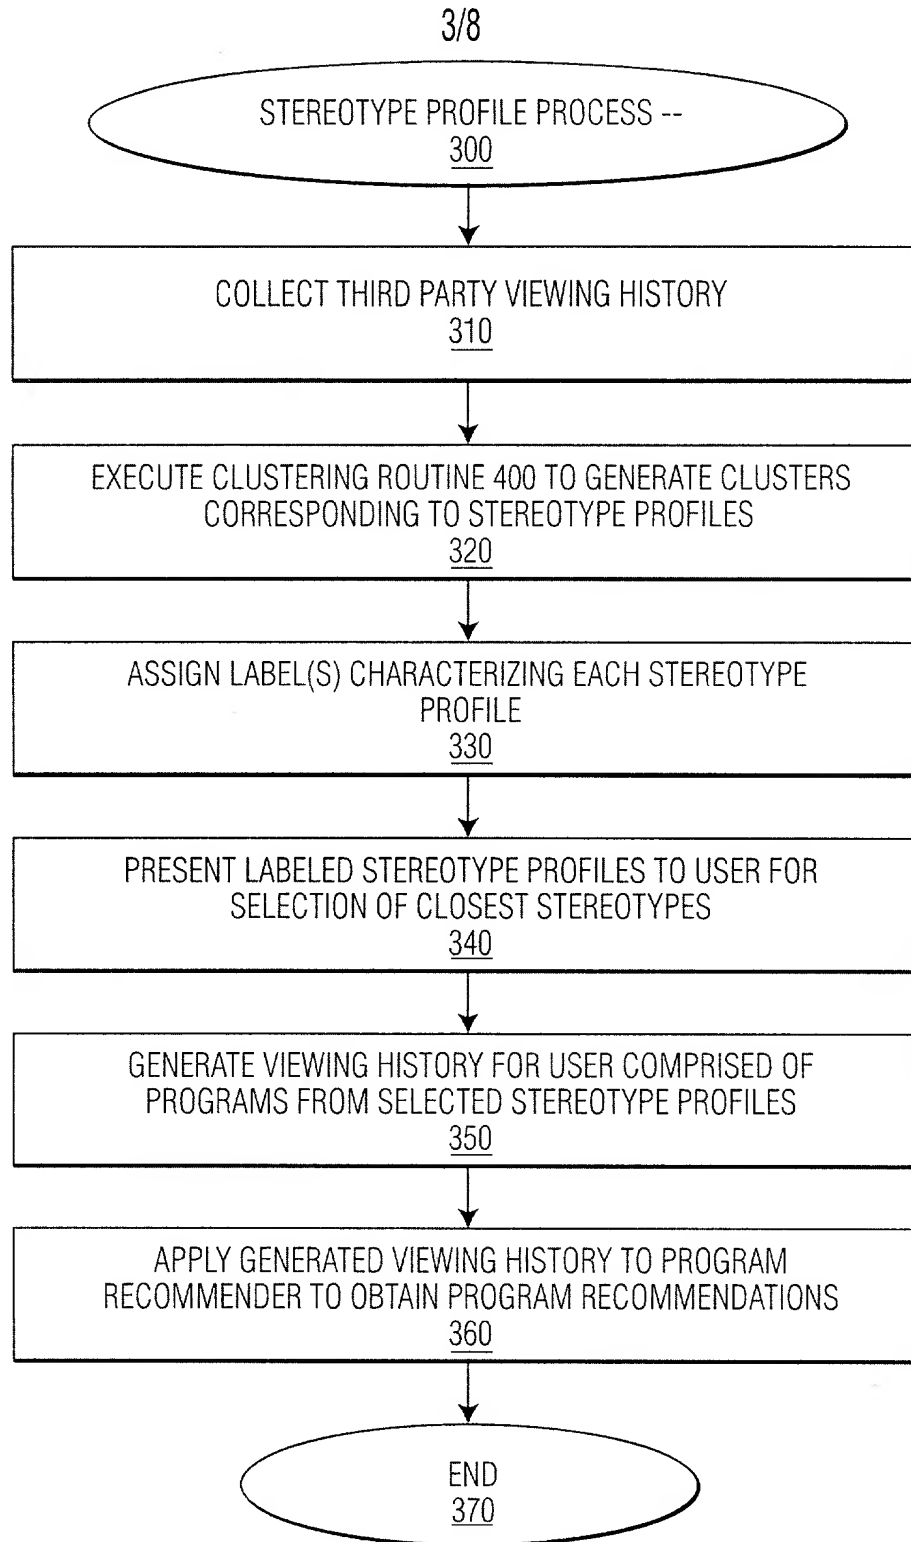 3/8
STEREOTYPE PROFILE PROCESS --
300
COLLECT THIRD PARTY VIEWING HISTORY
310
EXECUTE CLUSTERING ROUTINE 400 TO GENERATE CLUSTERS
CORRESPONDING TO STEREOTYPE PROFILES
320
ASSIGN LABEL(S) CHARACTERIZING EACH STEREOTYPE
PROFILE
330
PRESENT LABELED STEREOTYPE PROFILES TO USER FOR
SELECTION OF CLOSEST STEREOTYPES
340
GENERATE VIEWING HISTORY FOR USER COMPRISED OF
PROGRAMS FROM SELECTED STEREOTYPE PROFILES
350
APPLY GENERATED VIEWING HISTORY TO PROGRAM
RECOMMENDER TO OBTAIN PROGRAM RECOMMENDATIONS
360
END
370